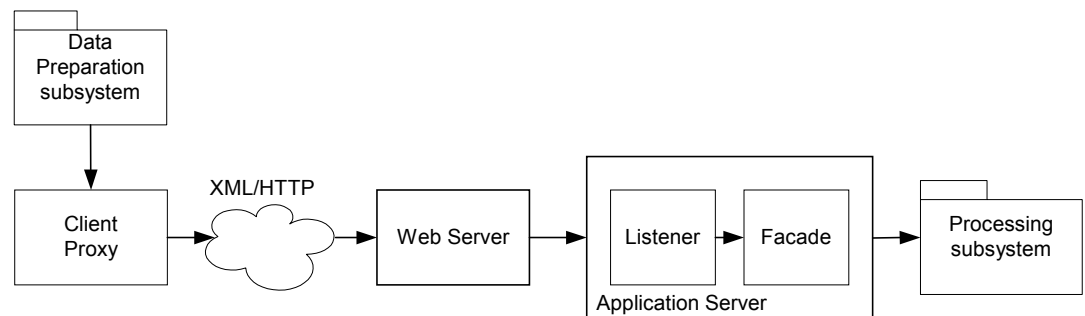 Data
Preparation
subsystem
XML/HTTP
Client
Proxy
Web Server
Listener
Facade
Application Server
Processing
subsystem